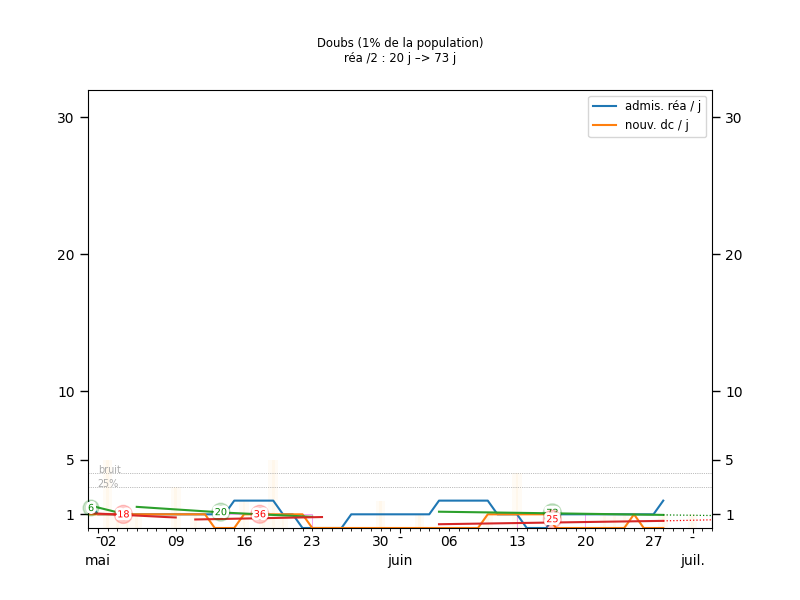 Doubs (1% de la population)
réa /2 : 20 j –> 73 j
admis. réa / j
nouv. dc / j
30 30
20 20
10 10
5 5
bruit
25%
1 1
6 18 20 36 73
25
02 09 16 23 30 06 13 20 27
mai juin juil.